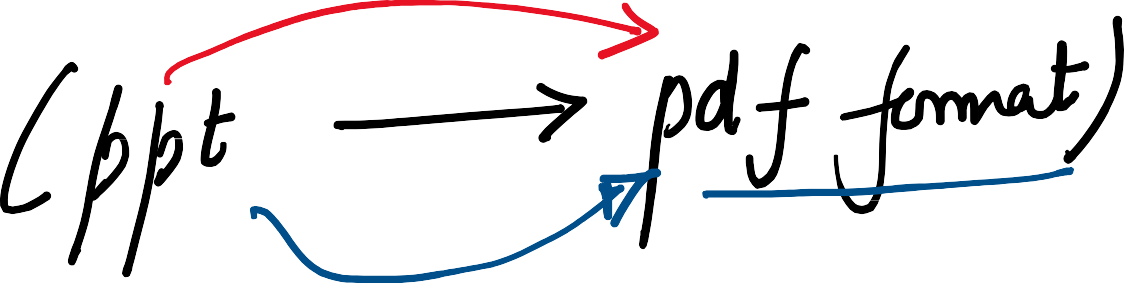 (ppt → pdf format)